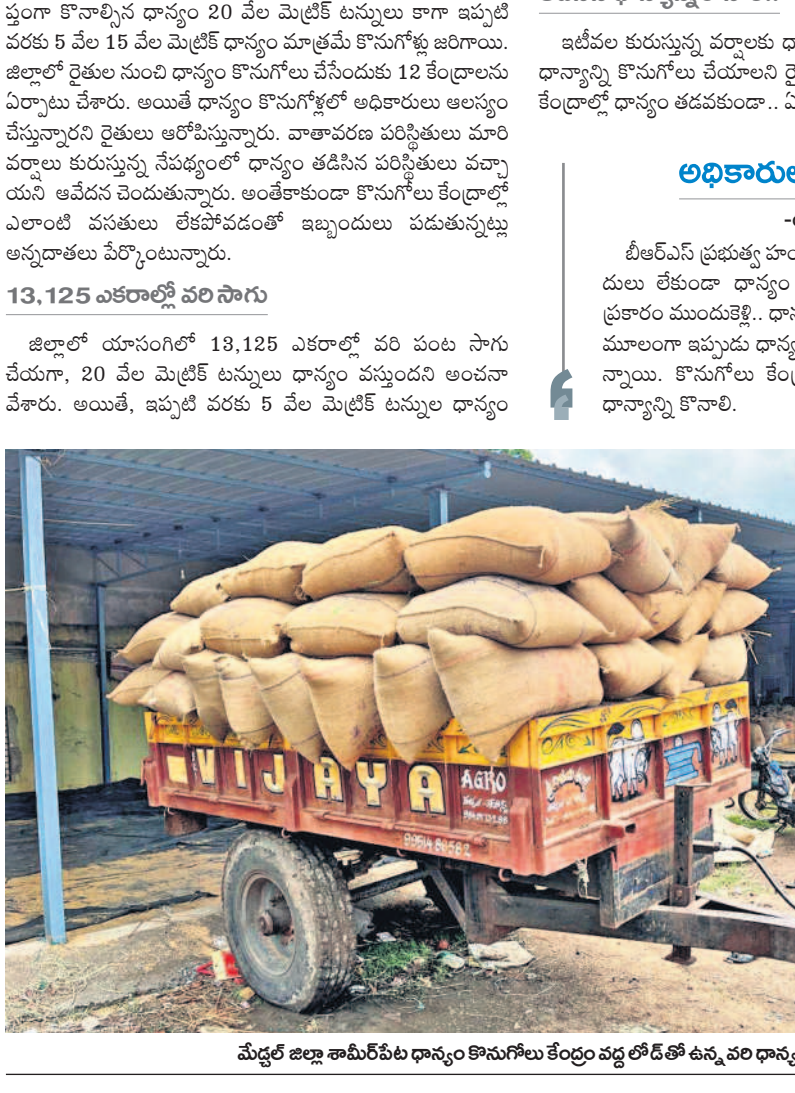 ప్తంగా కొనాల్సిన ధాన్యం 20 వేల మెట్రిక్ టన్నులు కాగా ఇప్పటి
వరకు 5 వేల 15 వేల మెట్రిక్ ధాన్యం మాత్రమే కొనుగోళ్లు జరిగాయి.
జిల్లాలో రైతుల నుంచి ధాన్యం కొనుగోలు చేసేందుకు 12 కేంద్రాలను
ఏర్పాటు చేశారు. అయితే ధాన్యం కొనుగోళ్లలో అధికారులు ఆలస్యం
చేస్తున్నారని రైతులు ఆరోపిస్తున్నారు. వాతావరణ పరిస్థితులు మారి
వర్షాలు కురుస్తున్న నేపథ్యంలో ధాన్యం తడిసిన పరిస్థితులు వచ్చా
యని ఆవేదన చెందుతున్నారు. అంతేకాకుండా కొనుగోలు కేంద్రాల్లో
ఎలాంటి వసతులు లేకపోవడంతో ఇబ్బందులు పడుతున్నట్లు
అన్నదాతలు పేర్కొంటున్నారు.
13,125 ఎకరాల్లో వరి సాగు
జిల్లాలో యాసంగిలో 13,125 ఎకరాల్లో వరి పంట సాగు
చేయగా, 20 వేల మెట్రిక్ టన్నులు ధాన్యం వస్తుందని అంచనా
వేశారు. అయితే, ఇప్పటి వరకు 5 వేల మెట్రిక్ టన్నుల ధాన్యం
ఇటీవల కురుస్తున్న వర్షాలకు
ధాన్యాన్ని కొనుగోలు చేయాలని
కేంద్రాల్లో ధాన్యం తడవకుండా..
అధికారుల
బీఆర్ఎస్ ప్రభుత్వ
దులు లేకుండా ధాన్యం
ప్రకారం ముందుకెళ్లి..
మూలంగా ఇప్పుడు
న్నాయి. కొనుగోలు
ధాన్యాన్ని కొనాలి.
VIJAYA
AGRO
మేడ్చల్ జిల్లా శామీర్‌పేట ధాన్యం కొనుగోలు కేంద్రం వద్ద లోడ్‌తో ఉన్న వరి